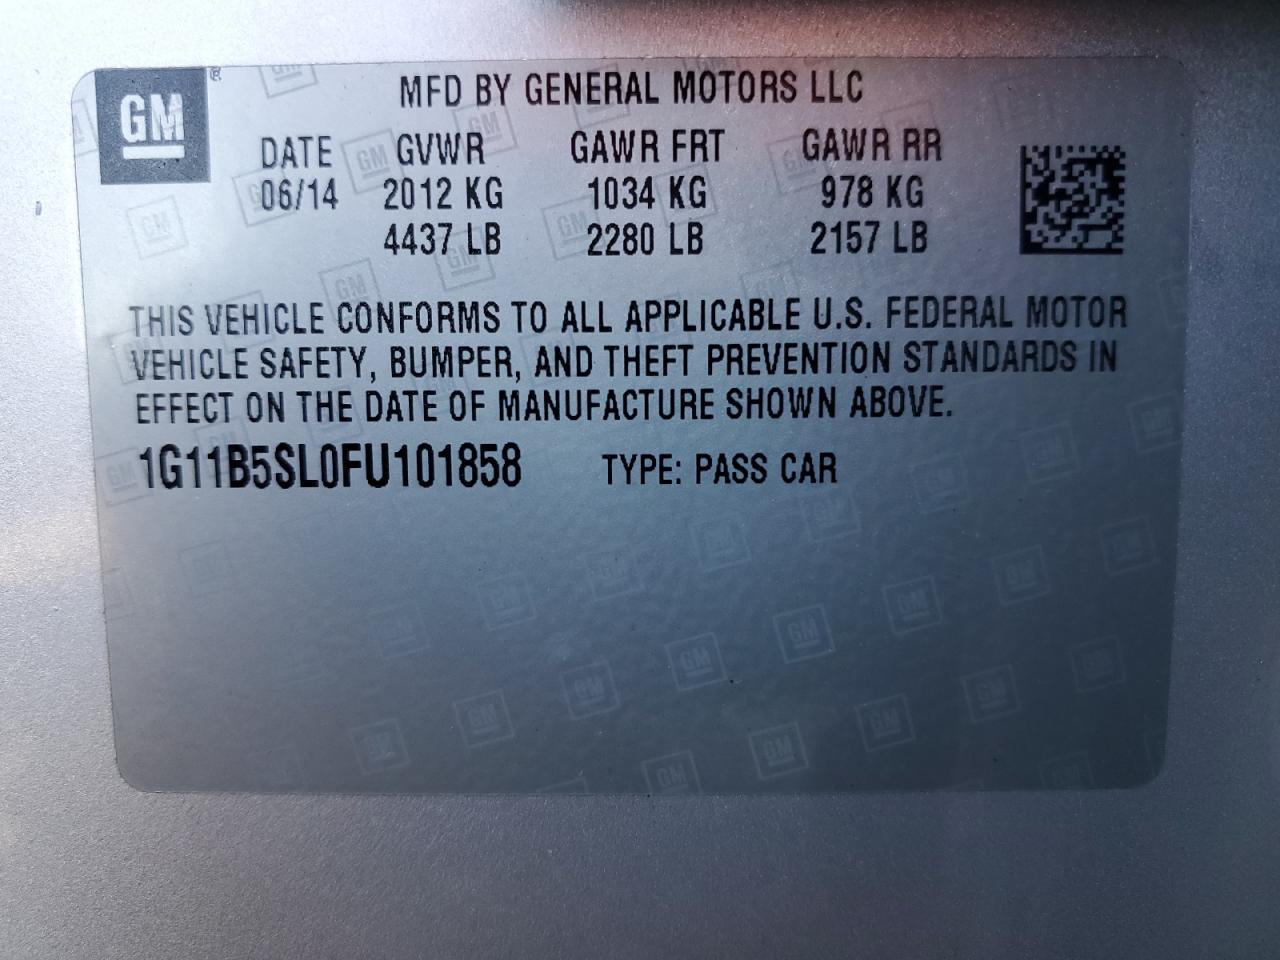 GM ®
MFD BY GENERAL MOTORS LLC
DATE GVWR GAWR FRT GAWR RR
06/14 2012 KG 1034 KG 978 KG
4437 LB 2280 LB 2157 LB
THIS VEHICLE CONFORMS TO ALL APPLICABLE U.S. FEDERAL MOTOR
VEHICLE SAFETY, BUMPER, AND THEFT PREVENTION STANDARDS IN
EFFECT ON THE DATE OF MANUFACTURE SHOWN ABOVE.
1G11B5SL0FU101858 TYPE: PASS CAR